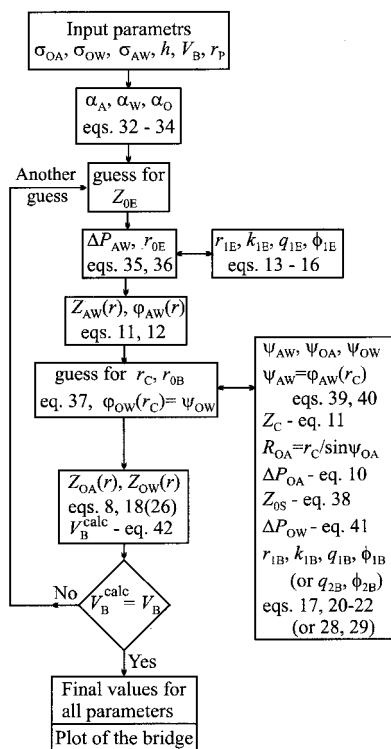 Input parametrs
σOA, σOW, σAW, h, VB, rP
αA, αW, αO
eqs. 32 - 34
Another
guess
guess for
Z0E
ΔPAW, r0E
eqs. 35, 36
r1E, k1E, q1E, ϕ1E
eqs. 13 - 16
ZAW(r), φAW(r)
eqs. 11, 12
guess for rC, r0B
eq. 37, φOW(rC)= ψOW
ψAW, ψOA, ψOW
ψAW=φAW(rC)
eqs. 39, 40
ZC - eq. 11
ROA=rC/sinψOA
ΔPOA - eq. 10
Z0S - eq. 38
ΔPOW - eq. 41
r1B, k1B, q1B, ϕ1B
(or q2B, ϕ2B)
eqs. 17, 20-22
(or 28, 29)
ZOA(r), ZOW(r)
eqs. 8, 18(26)
VBcalc - eq. 42
No
VBcalc = VB
Yes
Final values for
all parameters
Plot of the bridge